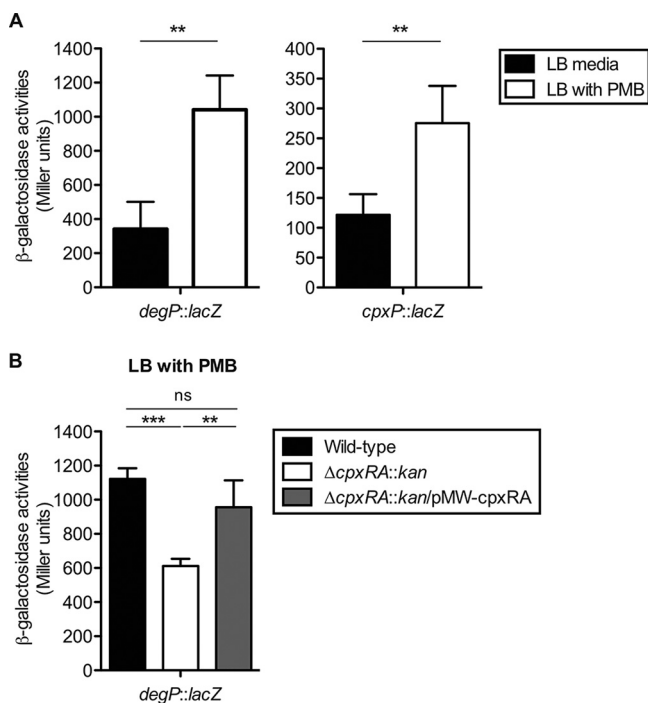 A
**
**
LB media
LB with PMB
β-galactosidase activities
(Miller units)
1400
1200
1000
800
600
400
200
0
degP::lacZ
400
350
300
250
200
150
100
50
0
cpxP::lacZ
B
LB with PMB
ns
***
**
Wild-type
ΔcpxRA::kan
ΔcpxRA::kan/pMW-cpxRA
β-galactosidase activities
(Miller units)
1400
1200
1000
800
600
400
200
0
degP::lacZ